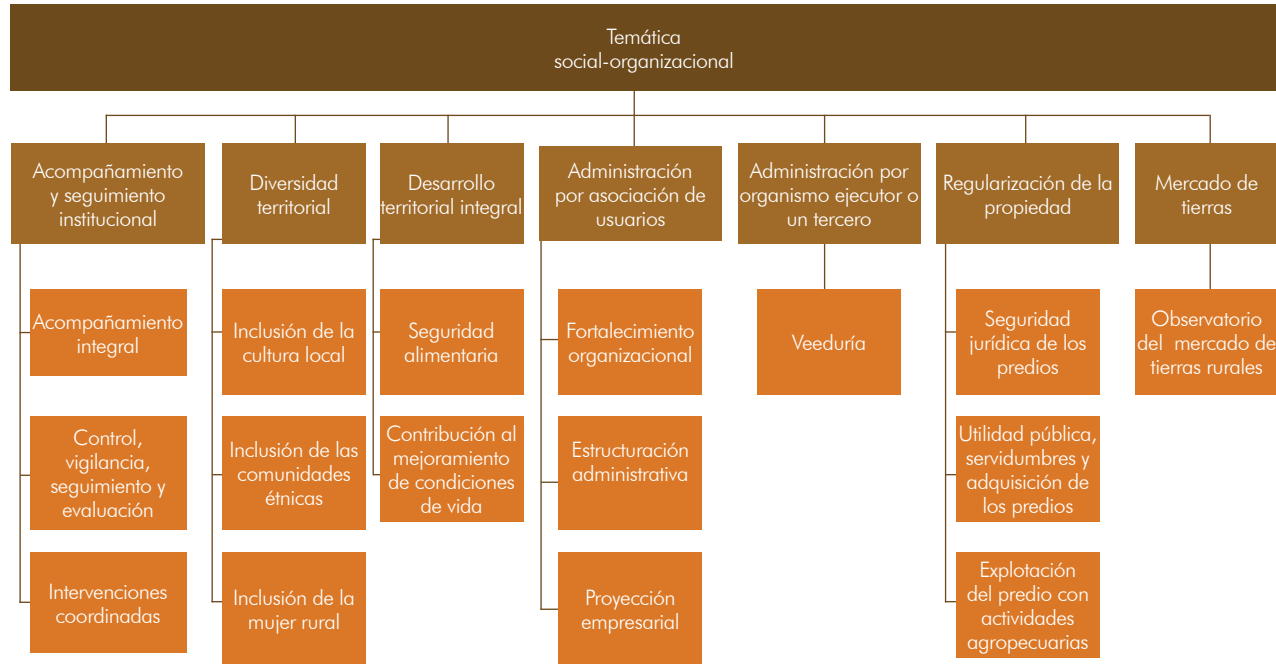 Temática
social-organizacional
Acompañamiento
y seguimiento
institucional
Diversidad
territorial
Desarrollo
territorial integral
Administración
por asociación de
usuarios
Administración por
organismo ejecutor o
un tercero
Regularización de la
propiedad
Mercado de
tierras
Acompañamiento
integral
Inclusión de la
cultura local
Seguridad
alimentaria
Fortalecimiento
organizacional
Veeduría
Seguridad
jurídica de los
predios
Observatorio
del mercado de
tierras rurales
Control,
vigilancia,
seguimiento y
evaluación
Inclusión de las
comunidades
étnicas
Contribución al
mejoramiento
de condiciones
de vida
Estructuración
administrativa
Utilidad pública,
servidumbres y
adquisición de
los predios
Intervenciones
coordinadas
Inclusión de la
mujer rural
Proyección
empresarial
Explotación
del predio con
actividades
agropecuarias